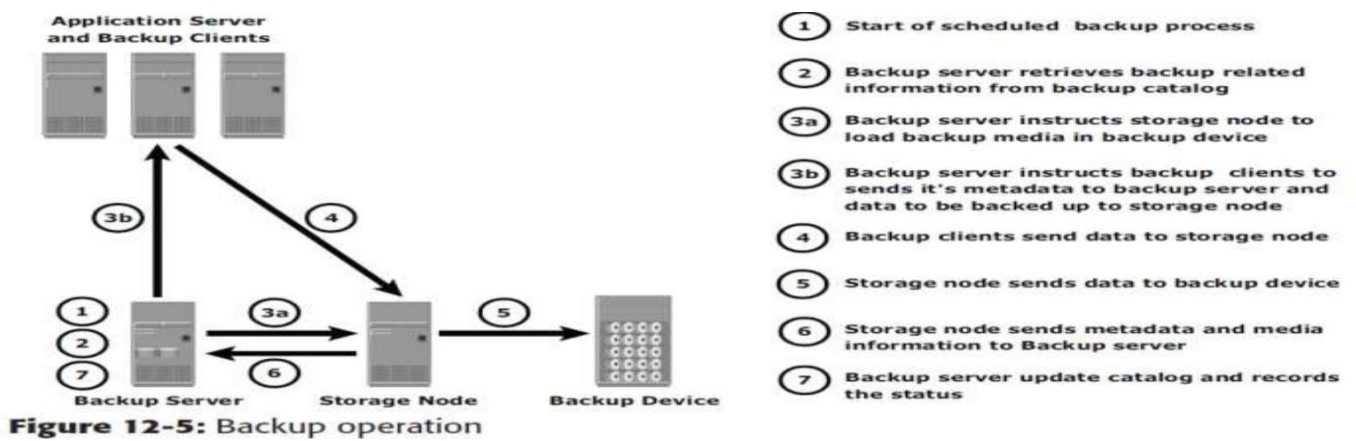 Application Server
and Backup Clients
3b
4
1
2
7
3a
6
5
Backup Server
Storage Node
Backup Device
Figure 12-5: Backup operation
1 Start of scheduled backup process
2 Backup server retrieves backup related
information from backup catalog
3a Backup server instructs storage node to
load backup media in backup device
3b Backup server instructs backup clients to
sends it's metadata to backup server and
data to be backed up to storage node
4 Backup clients send data to storage node
5 Storage node sends data to backup device
6 Storage node sends metadata and media
information to Backup server
7 Backup server update catalog and records
the status